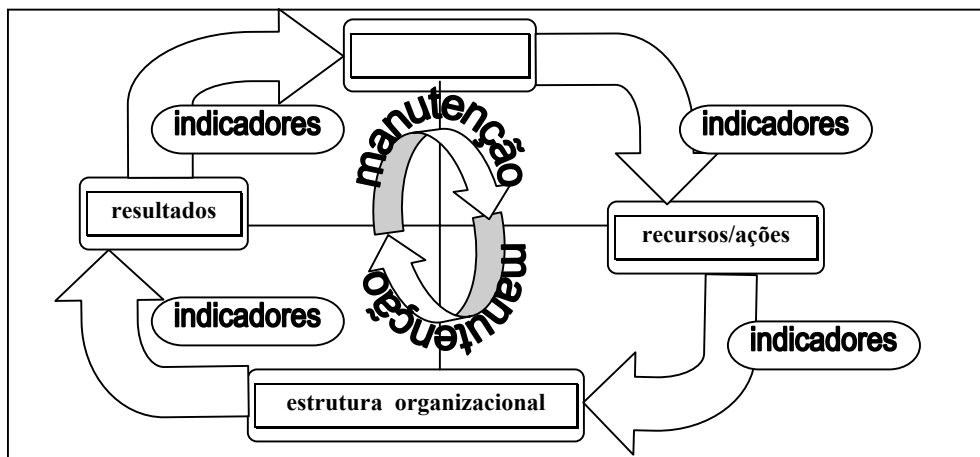 manutenção
indicadores
indicadores
resultados
recursos/ações
manutenção
indicadores
indicadores
estrutura organizacional